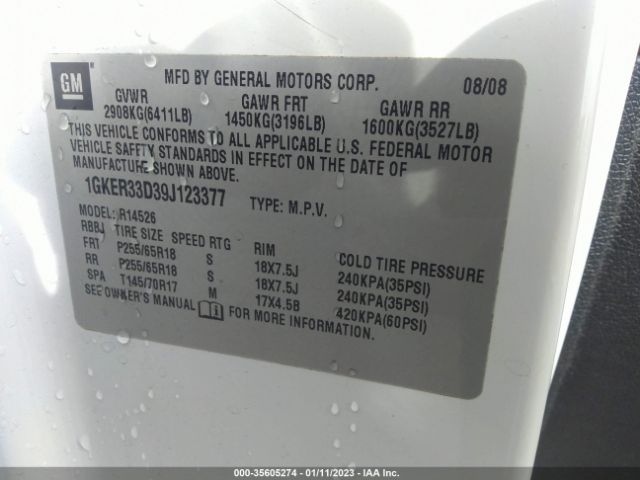 GM
MFD BY GENERAL MOTORS CORP. 08/08
GVWR GAWR FRT GAWR RR
2908KG(6411LB) 1450KG(3196LB) 1600KG(3527LB)
THIS VEHICLE CONFORMS TO ALL APPLICABLE U.S. FEDERAL MOTOR
VEHICLE SAFETY STANDARDS IN EFFECT ON THE DATE OF
MANUFACTURE SHOWN ABOVE.
1GKER33D39J123377 TYPE: M.P.V.
MODEL: R14526
RBBJ TIRE SIZE SPEED RTG RIM COLD TIRE PRESSURE
FRT P255/65R18 S 18X7.5J 240KPA(35PSI)
RR P255/65R18 S 18X7.5J 240KPA(35PSI)
SPA T145/70R17 M 17X4.5B 420KPA(60PSI)
SEE OWNER'S MANUAL FOR MORE INFORMATION.
000-35605274 | 01/11/2023 - IAA Inc.